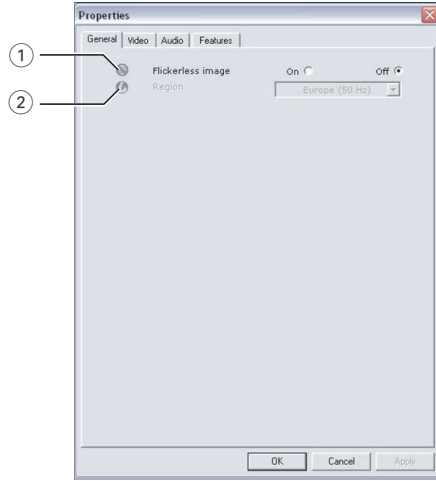 Properties
General Video Audio Features
1 Flickerless image On Off
2 Region Europe (50 Hz)
OK Cancel Apply